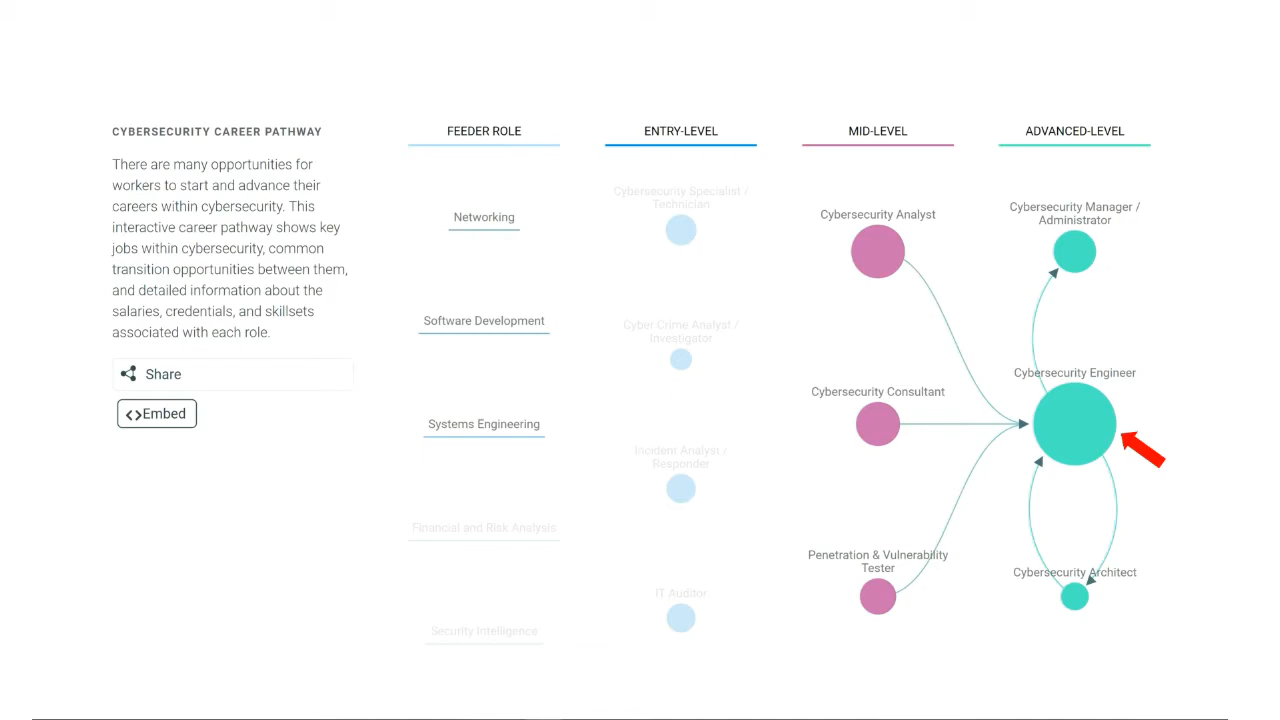 CYBERSECURITY CAREER PATHWAY
There are many opportunities for
workers to start and advance their
careers within cybersecurity. This
interactive career pathway shows key
jobs within cybersecurity, common
transition opportunities between them,
and detailed information about the
salaries, credentials, and skillsets
associated with each role.
Share
<>Embed
FEEDER ROLE
Networking
Software Development
Systems Engineering
Financial and Risk Analysis
Security Intelligence
ENTRY-LEVEL
Cybersecurity Specialist /
Technician
Cyber Crime Analyst /
Investigator
Incident Analyst /
Responder
IT Auditor
MID-LEVEL
Cybersecurity Analyst
Cybersecurity Consultant
Penetration & Vulnerability
Tester
ADVANCED-LEVEL
Cybersecurity Manager /
Administrator
Cybersecurity Engineer
Cybersecurity Architect